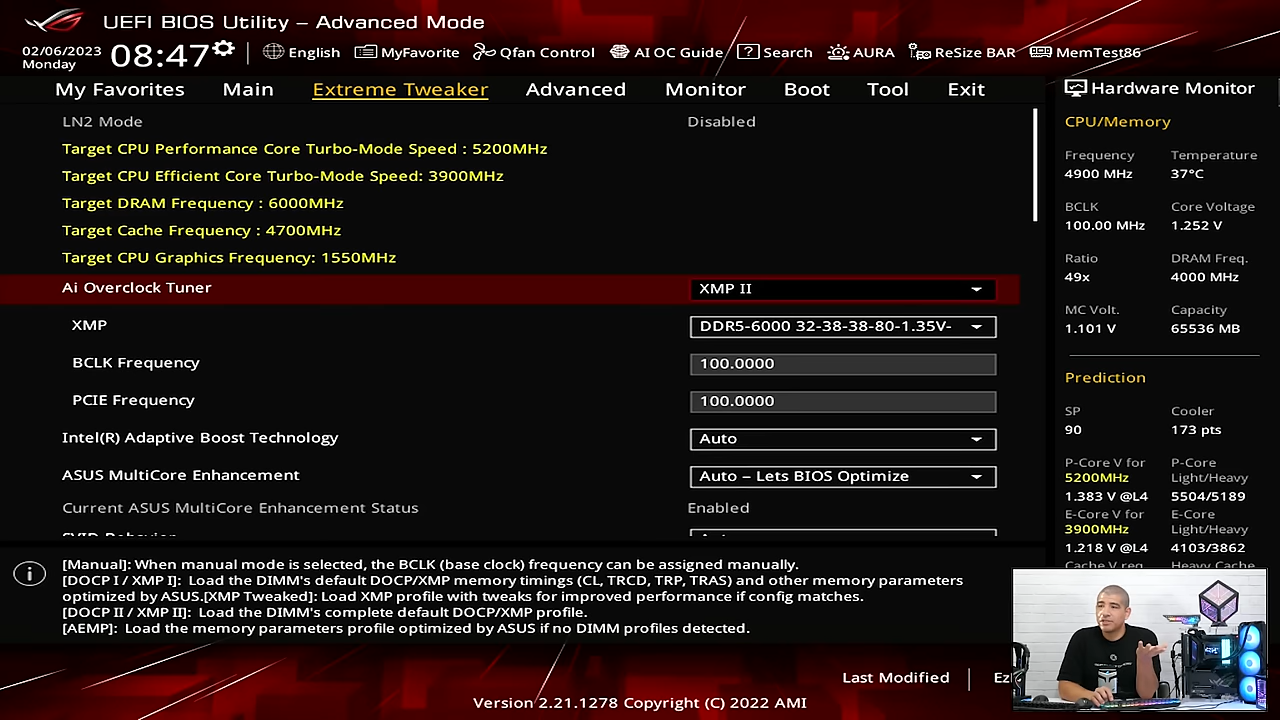 UEFI BIOS Utility – Advanced Mode
02/06/2023
Monday
08:47
English
MyFavorite
Qfan Control
AI OC Guide
Search
AURA
ReSize BAR
MemTest86
My Favorites
Main
Extreme Tweaker
Advanced
Monitor
Boot
Tool
Exit
LN2 Mode
Disabled
Target CPU Performance Core Turbo-Mode Speed : 5200MHz
Target CPU Efficient Core Turbo-Mode Speed: 3900MHz
Target DRAM Frequency : 6000MHz
Target Cache Frequency : 4700MHz
Target CPU Graphics Frequency: 1550MHz
Ai Overclock Tuner
XMP II
XMP
DDR5-6000 32-38-38-80-1.35V-
BCLK Frequency
100.0000
PCIE Frequency
100.0000
Intel(R) Adaptive Boost Technology
Auto
ASUS MultiCore Enhancement
Auto – Lets BIOS Optimize
Current ASUS MultiCore Enhancement Status
Enabled
[Manual]: When manual mode is selected, the BCLK (base clock) frequency can be assigned manually.
[DOCP I / XMP I]:  Load the DIMM's default DOCP/XMP memory timings (CL, TRCD, TRP, TRAS) and other memory parameters
optimized by ASUS.[XMP Tweaked]: Load XMP profile with tweaks for improved performance if config matches.
[DOCP II / XMP II]:  Load the DIMM's complete default DOCP/XMP profile.
[AEMP]:  Load the memory parameters profile optimized by ASUS if no DIMM profiles detected.
Hardware Monitor
CPU/Memory
Frequency
Temperature
4900 MHz
37°C
BCLK
Core Voltage
100.00 MHz
1.252 V
Ratio
DRAM Freq.
49x
4000 MHz
MC Volt.
Capacity
1.101 V
65536 MB
Prediction
SP
Cooler
90
173 pts
P-Core V for
P-Core
5200MHz
Light/Heavy
1.383 V @L4
5504/5189
E-Core V for
E-Core
3900MHz
Light/Heavy
1.218 V @L4
4103/3862
Last Modified
Version 2.21.1278 Copyright (C) 2022 AMI